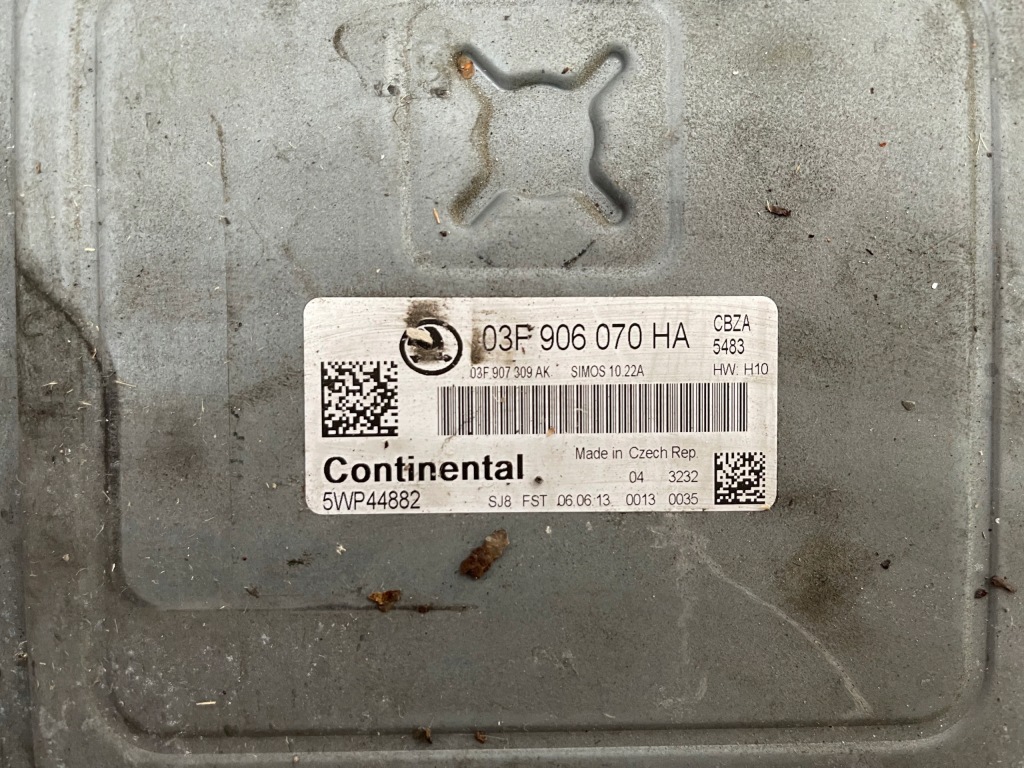 03F 906 070 HA
CBZA
5483
03F 907 309 AK SIMOS 10.22A HW: H10
Made in Czech Rep.
Continental 04 3232
5WP44882 SJ8 FST 06.06.13 0013 0035